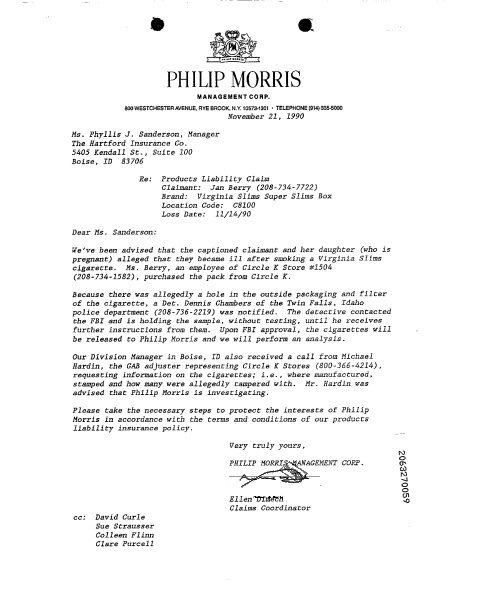 PM
PHILIP MORRIS
MANAGEMENT CORP.
800 WESTCHESTER AVENUE, RYE BROOK, N.Y. 10573-1301 · TELEPHONE (914) 335-5000
November 21, 1990
Ms. Phyllis J. Sanderson, Manager
The Hartford Insurance Co.
5405 Kendall St., Suite 100
Boise, ID 83706
Re: Products Liability Claim
Claimant: Jan Berry (208-734-7722)
Brand: Virginia Slims Super Slims Box
Location Code: C8100
Loss Date: 11/14/90
Dear Ms. Sanderson:
We've been advised that the captioned claimant and her daughter (who is
pregnant) alleged that they became ill after smoking a Virginia Slims
cigarette. Ms. Berry, an employee of Circle K Store #1504
(208-734-1582), purchased the pack from Circle K.
Because there was allegedly a hole in the outside packaging and filter
of the cigarette, a Det. Dennis Chambers of the Twin Falls, Idaho
police department (208-736-2219) was notified. The detective contacted
the FBI and is holding the sample, without testing, until he receives
further instructions from them. Upon FBI approval, the cigarettes will
be released to Philip Morris and we will perform an analysis.
Our Division Manager in Boise, ID also received a call from Michael
Hardin, the GAB adjuster representing Circle K Stores (800-366-4214),
requesting information on the cigarettes; i.e., where manufactured,
stamped and how many were allegedly tampered with. Mr. Hardin was
advised that Philip Morris is investigating.
Please take the necessary steps to protect the interests of Philip
Morris in accordance with the terms and conditions of our products
liability insurance policy.
Very truly yours,
PHILIP MORRIS MANAGEMENT CORP.
Ellen
Claims Coordinator
cc: David Curle
Sue Strausser
Colleen Flinn
Clare Purcell
2063270059